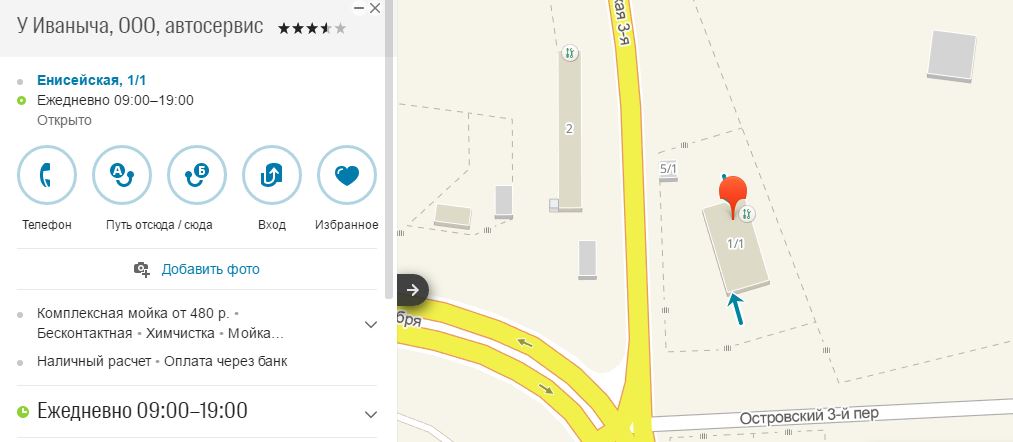 У Иваныча, ООО, автосервис
Енисейская, 1/1
Ежедневно 09:00–19:00
Открыто
А
Б
Телефон
Путь отсюда / сюда
Вход
Избранное
Добавить фото
Комплексная мойка от 480 р. •
Бесконтактная • Химчистка • Мойка...
Наличный расчет • Оплата через банк
Ежедневно 09:00–19:00
кая 3-я
2
5/1
1/1
бря
Островский 3-й пер